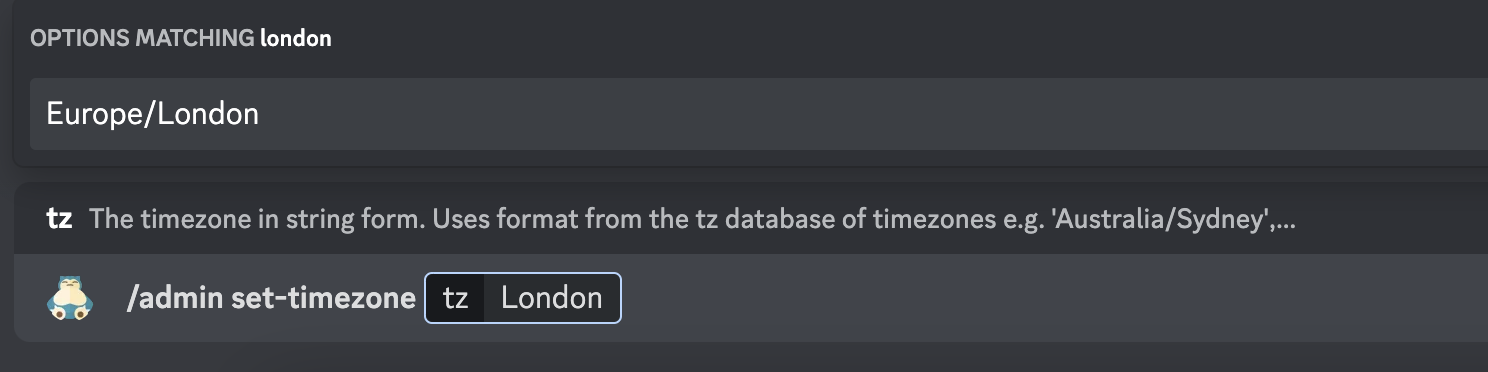 OPTIONS MATCHING london
Europe/London
tz The timezone in string form. Uses format from the tz database of timezones e.g. 'Australia/Sydney',...
/admin set-timezone tz London